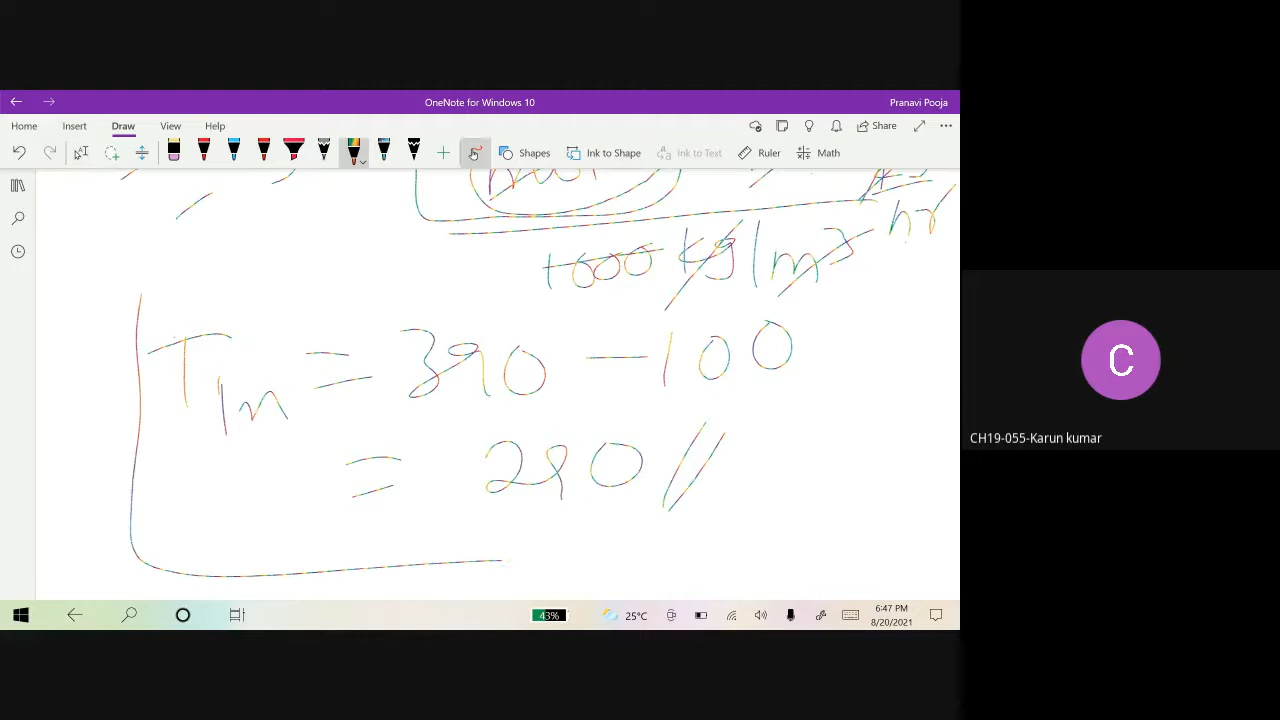 OneNote for Windows 10
Pranavi Pooja
Home Insert Draw View Help
Share
Shapes Ink to Shape Ink to Text Ruler Math
hr
1000 kg/m3
T1m = 390 - 100
= 290 //
C
CH19-055-Karun kumar
43% 25°C 6:47 PM
8/20/2021